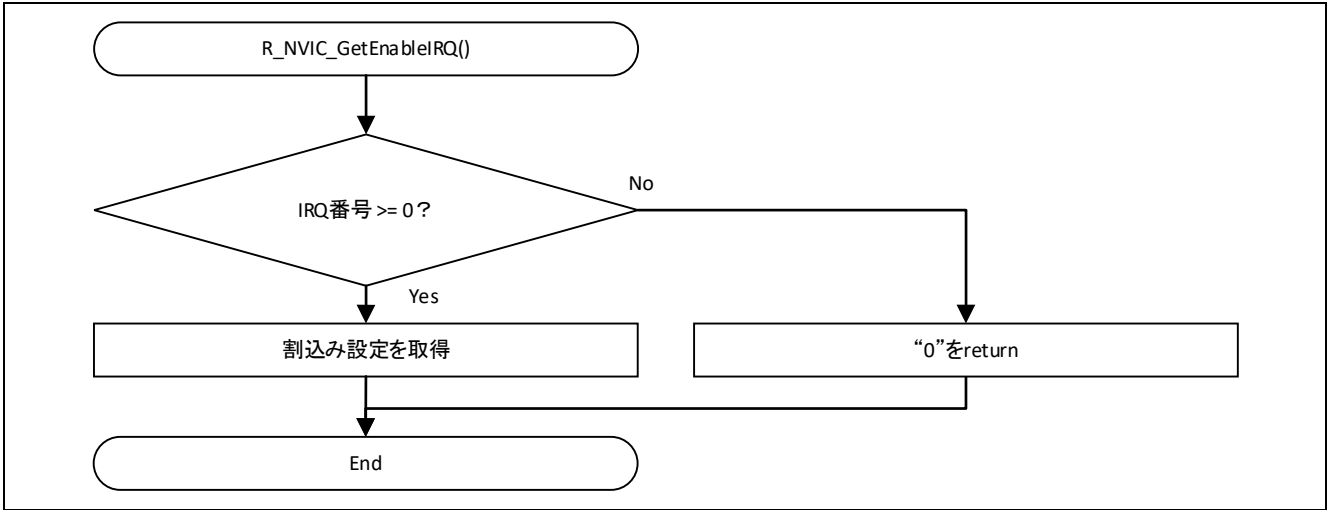 R_NVIC_GetEnableIRQ()
IRQ番号 >= 0？
No
Yes
割込み設定を取得
“0”をreturn
End